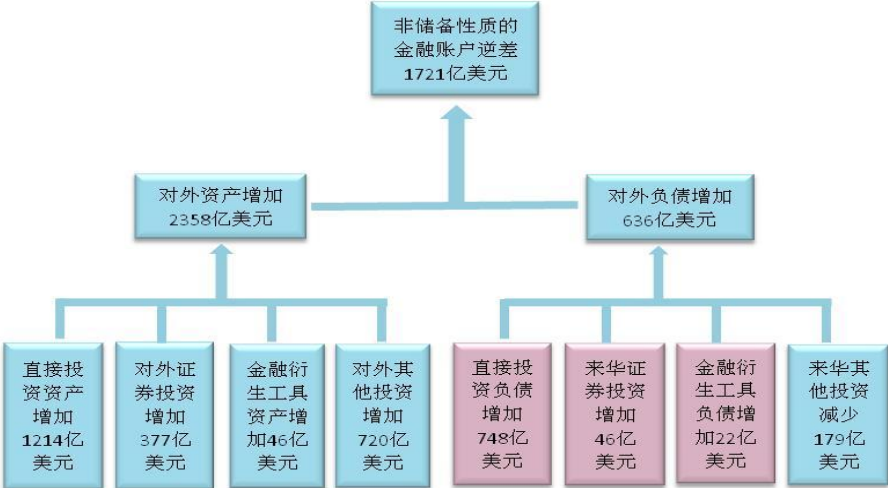 非储备性质的
金融账户逆差
1721亿美元
对外资产增加
2358亿美元
对外负债增加
636亿美元
直接投
资资产
增加
1214亿
美元
对外证
券投资
增加
377亿
美元
金融衍
生工具
资产增
加46亿
美元
对外其
他投资
增加
720亿
美元
直接投
资负债
增加
748亿
美元
来华证
券投资
增加
46亿
美元
金融衍
生工具
负债增
加22亿
美元
来华其
他投资
减少
179亿
美元